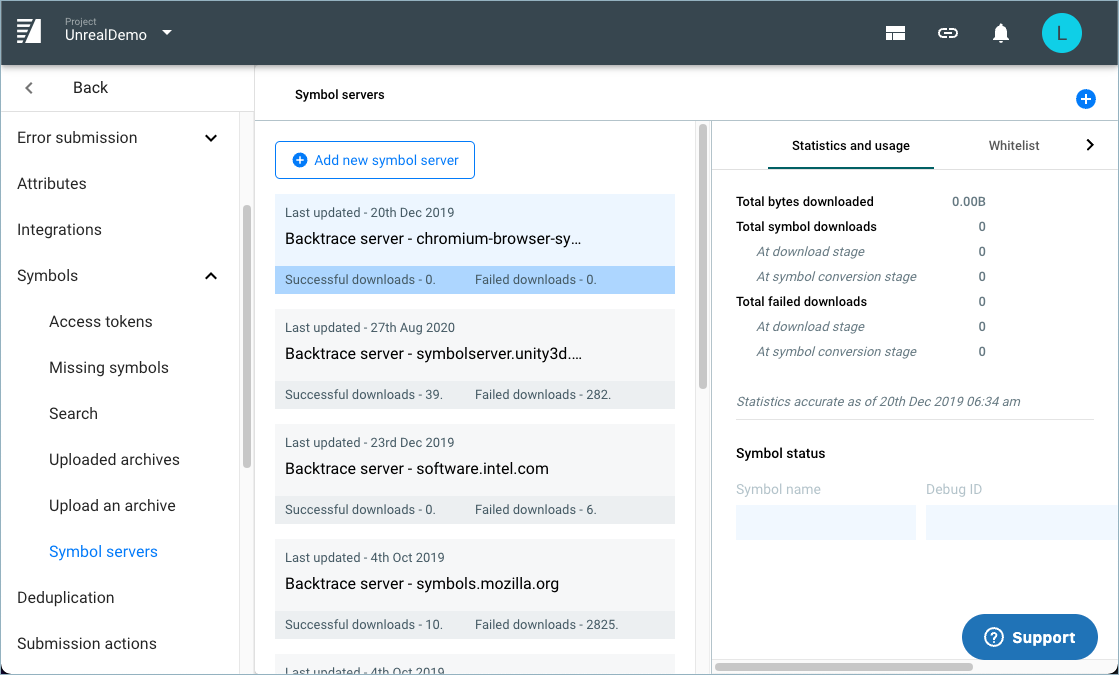 Project
UnrealDemo
L
Back
Error submission
Attributes
Integrations
Symbols
Access tokens
Missing symbols
Search
Uploaded archives
Upload an archive
Symbol servers
Deduplication
Submission actions
Symbol servers
Add new symbol server
Last updated - 20th Dec 2019
Backtrace server - chromium-browser-sy...
Successful downloads - 0. Failed downloads - 0.
Last updated - 27th Aug 2020
Backtrace server - symbolserver.unity3d....
Successful downloads - 39. Failed downloads - 282.
Last updated - 23rd Dec 2019
Backtrace server - software.intel.com
Successful downloads - 0. Failed downloads - 6.
Last updated - 4th Oct 2019
Backtrace server - symbols.mozilla.org
Successful downloads - 10. Failed downloads - 2825.
Last updated - 4th Oct 2019
Statistics and usage Whitelist
Total bytes downloaded 0.00B
Total symbol downloads 0
At download stage 0
At symbol conversion stage 0
Total failed downloads 0
At download stage 0
At symbol conversion stage 0
Statistics accurate as of 20th Dec 2019 06:34 am
Symbol status
Symbol name Debug ID
Support